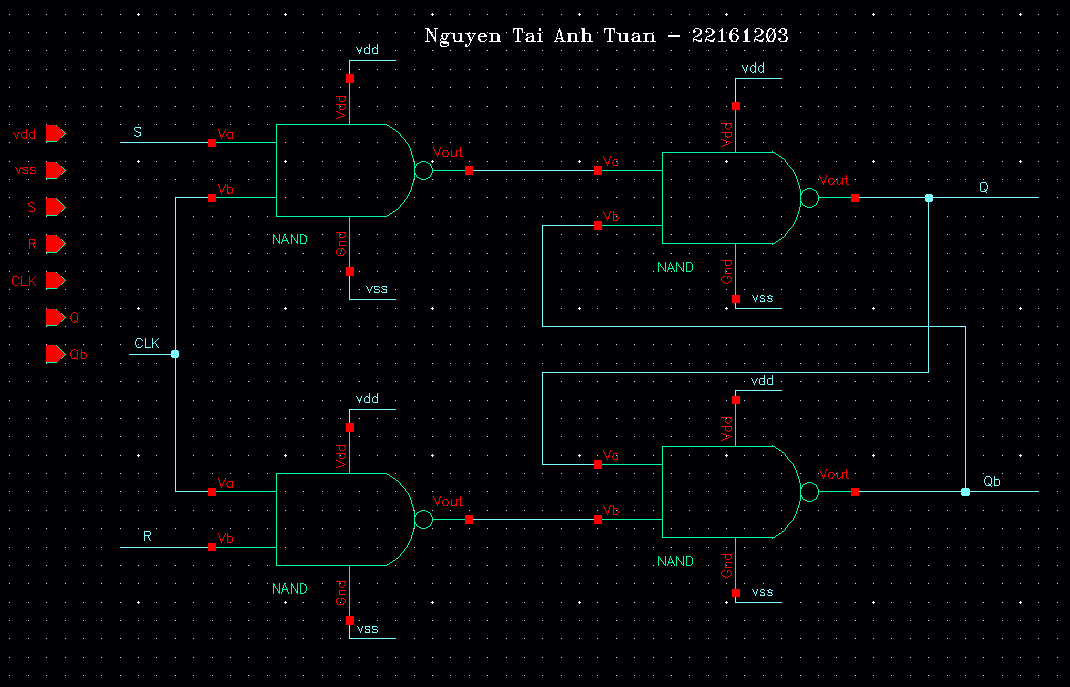 Nguyen Tai Anh Tuan - 22161203
vdd
vdd
Vdd
Vdd
vdd
S
Va
Vout
Va
vss
Vb
Vout
Q
S
Vb
R
NAND
Gnd
NAND
Gnd
CLK
vss
vss
Q
CLK
Qb
vdd
vdd
Vdd
Vdd
Va
Vout
Va
Vout
Qb
Vb
R
Vb
NAND
Gnd
NAND
Gnd
vss
vss